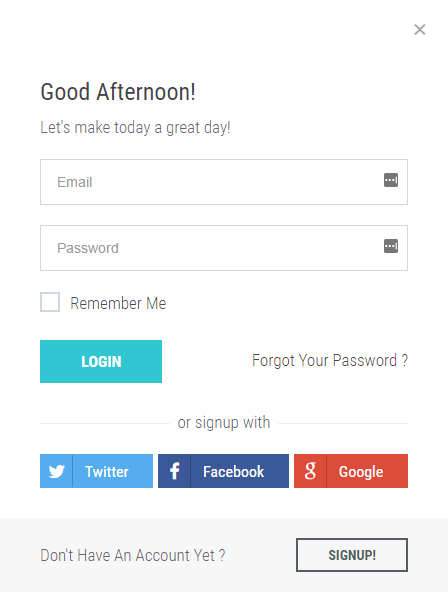 Good Afternoon!
Let's make today a great day!
Email
Password
Remember Me
LOGIN
Forgot Your Password ?
or signup with
Twitter
Facebook
Google
Don't Have An Account Yet ?
SIGNUP!